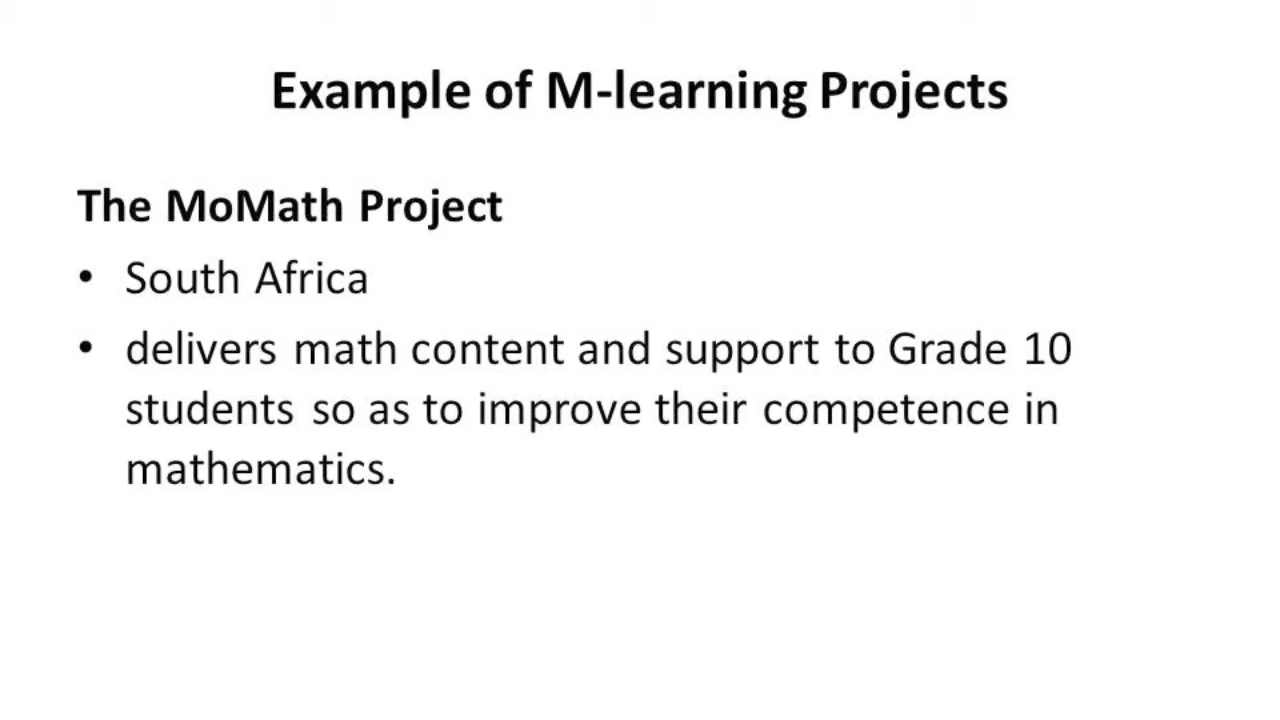 Example of M-learning Projects
The MoMath Project
• South Africa
• delivers math content and support to Grade 10
students so as to improve their competence in
mathematics.